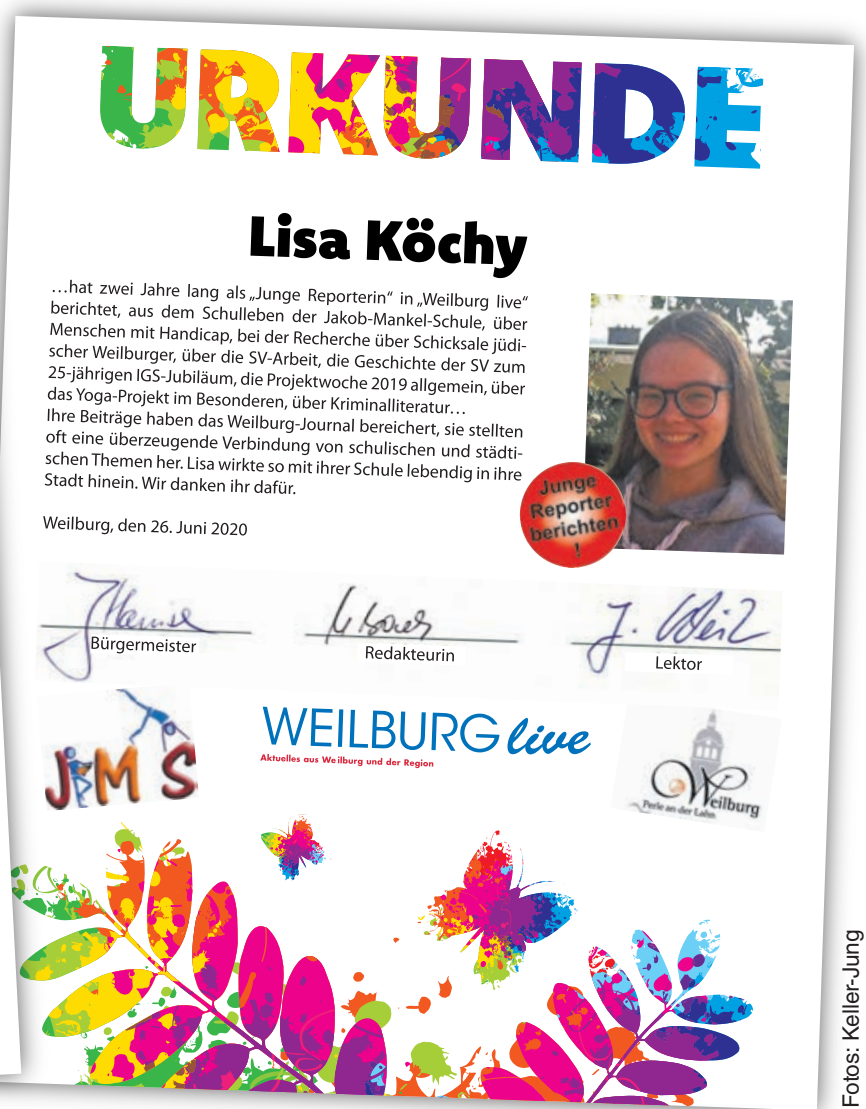 URKUNDE
Lisa Köchy
…hat zwei Jahre lang als „Junge Reporterin“ in „Weilburg live“
berichtet, aus dem Schulleben der Jakob-Mankel-Schule, über
Menschen mit Handicap, bei der Recherche über Schicksale jüdi-
scher Weilburger, über die SV-Arbeit, die Geschichte der SV zum
25-jährigen IGS-Jubiläum, die Projektwoche 2019 allgemein, über
das Yoga-Projekt im Besonderen, über Kriminalliteratur…
Ihre Beiträge haben das Weilburg-Journal bereichert, sie stellten
oft eine überzeugende Verbindung von schulischen und städti-
schen Themen her. Lisa wirkte so mit ihrer Schule lebendig in ihre
Stadt hinein. Wir danken ihr dafür.
Junge
Reporter
berichten
!
Weilburg, den 26. Juni 2020
Bürgermeister
Redakteurin
J.
Lektor
JMS
WEILBURG live
Aktuelles aus Weilburg und der Region
Weilburg
Perle an der Lahn
Fotos: Keller-Jung